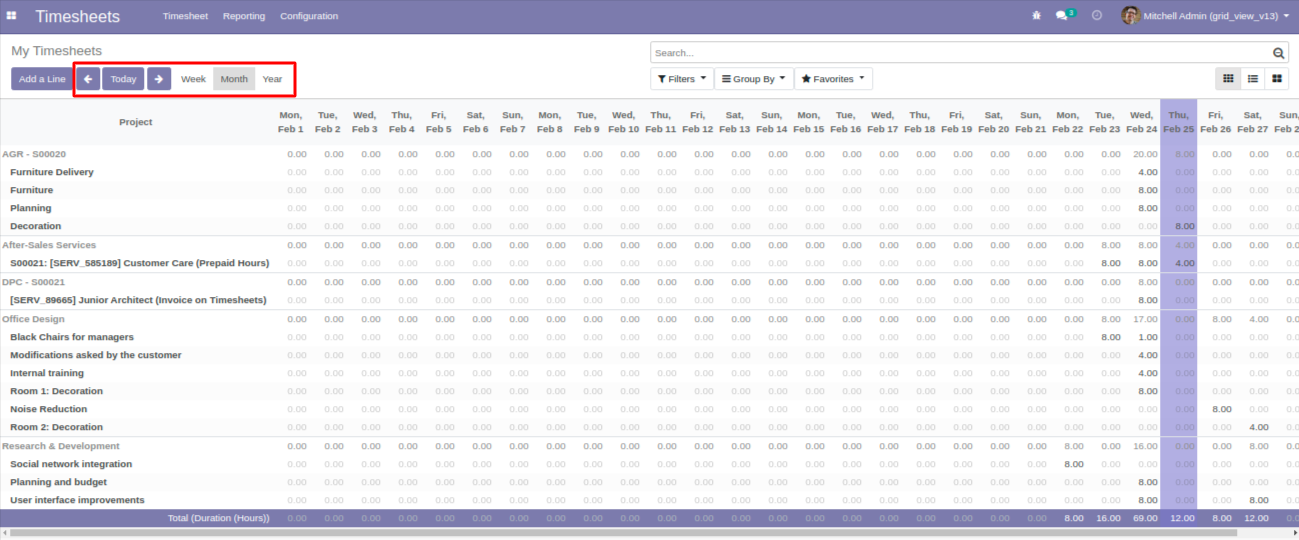 Timesheets Timesheet Reporting Configuration 3 Mitchell Admin (grid_view_v13)
My Timesheets Search...
Add a Line Today Week Month Year Filters Group By Favorites
Project Mon, Tue, Wed, Thu, Fri, Sat, Sun, Mon, Tue, Wed, Thu, Fri, Sat, Sun, Mon, Tue, Wed, Thu, Fri, Sat, Sun, Mon, Tue, Wed, Thu, Fri, Sat, Sun,
Feb 1 Feb 2 Feb 3 Feb 4 Feb 5 Feb 6 Feb 7 Feb 8 Feb 9 Feb 10 Feb 11 Feb 12 Feb 13 Feb 14 Feb 15 Feb 16 Feb 17 Feb 18 Feb 19 Feb 20 Feb 21 Feb 22 Feb 23 Feb 24 Feb 25 Feb 26 Feb 27 Feb 2
AGR - S00020 0.00 0.00 0.00 0.00 0.00 0.00 0.00 0.00 0.00 0.00 0.00 0.00 0.00 0.00 0.00 0.00 0.00 0.00 0.00 0.00 0.00 0.00 0.00 20.00 8.00 0.00 0.00 0.0
Furniture Delivery 0.00 0.00 0.00 0.00 0.00 0.00 0.00 0.00 0.00 0.00 0.00 0.00 0.00 0.00 0.00 0.00 0.00 0.00 0.00 0.00 0.00 0.00 0.00 4.00 0.00 0.00 0.00 0.0
Furniture 0.00 0.00 0.00 0.00 0.00 0.00 0.00 0.00 0.00 0.00 0.00 0.00 0.00 0.00 0.00 0.00 0.00 0.00 0.00 0.00 0.00 0.00 0.00 8.00 0.00 0.00 0.00 0.0
Planning 0.00 0.00 0.00 0.00 0.00 0.00 0.00 0.00 0.00 0.00 0.00 0.00 0.00 0.00 0.00 0.00 0.00 0.00 0.00 0.00 0.00 0.00 0.00 8.00 0.00 0.00 0.00 0.0
Decoration 0.00 0.00 0.00 0.00 0.00 0.00 0.00 0.00 0.00 0.00 0.00 0.00 0.00 0.00 0.00 0.00 0.00 0.00 0.00 0.00 0.00 0.00 0.00 0.00 8.00 0.00 0.00 0.0
After-Sales Services 0.00 0.00 0.00 0.00 0.00 0.00 0.00 0.00 0.00 0.00 0.00 0.00 0.00 0.00 0.00 0.00 0.00 0.00 0.00 0.00 0.00 0.00 8.00 8.00 4.00 0.00 0.00 0.0
S00021: [SERV_585189] Customer Care (Prepaid Hours) 0.00 0.00 0.00 0.00 0.00 0.00 0.00 0.00 0.00 0.00 0.00 0.00 0.00 0.00 0.00 0.00 0.00 0.00 0.00 0.00 0.00 0.00 8.00 8.00 4.00 0.00 0.00 0.0
DPC - S00021 0.00 0.00 0.00 0.00 0.00 0.00 0.00 0.00 0.00 0.00 0.00 0.00 0.00 0.00 0.00 0.00 0.00 0.00 0.00 0.00 0.00 0.00 0.00 8.00 0.00 0.00 0.00 0.0
[SERV_89665] Junior Architect (Invoice on Timesheets) 0.00 0.00 0.00 0.00 0.00 0.00 0.00 0.00 0.00 0.00 0.00 0.00 0.00 0.00 0.00 0.00 0.00 0.00 0.00 0.00 0.00 0.00 0.00 8.00 0.00 0.00 0.00 0.0
Office Design 0.00 0.00 0.00 0.00 0.00 0.00 0.00 0.00 0.00 0.00 0.00 0.00 0.00 0.00 0.00 0.00 0.00 0.00 0.00 0.00 0.00 0.00 8.00 17.00 0.00 8.00 4.00 0.0
Black Chairs for managers 0.00 0.00 0.00 0.00 0.00 0.00 0.00 0.00 0.00 0.00 0.00 0.00 0.00 0.00 0.00 0.00 0.00 0.00 0.00 0.00 0.00 0.00 8.00 1.00 0.00 0.00 0.00 0.0
Modifications asked by the customer 0.00 0.00 0.00 0.00 0.00 0.00 0.00 0.00 0.00 0.00 0.00 0.00 0.00 0.00 0.00 0.00 0.00 0.00 0.00 0.00 0.00 0.00 0.00 4.00 0.00 0.00 0.00 0.0
Internal training 0.00 0.00 0.00 0.00 0.00 0.00 0.00 0.00 0.00 0.00 0.00 0.00 0.00 0.00 0.00 0.00 0.00 0.00 0.00 0.00 0.00 0.00 0.00 4.00 0.00 0.00 0.00 0.0
Room 1: Decoration 0.00 0.00 0.00 0.00 0.00 0.00 0.00 0.00 0.00 0.00 0.00 0.00 0.00 0.00 0.00 0.00 0.00 0.00 0.00 0.00 0.00 0.00 0.00 8.00 0.00 0.00 0.00 0.0
Noise Reduction 0.00 0.00 0.00 0.00 0.00 0.00 0.00 0.00 0.00 0.00 0.00 0.00 0.00 0.00 0.00 0.00 0.00 0.00 0.00 0.00 0.00 0.00 0.00 0.00 0.00 8.00 0.00 0.0
Room 2: Decoration 0.00 0.00 0.00 0.00 0.00 0.00 0.00 0.00 0.00 0.00 0.00 0.00 0.00 0.00 0.00 0.00 0.00 0.00 0.00 0.00 0.00 0.00 0.00 0.00 0.00 0.00 4.00 0.0
Research & Development 0.00 0.00 0.00 0.00 0.00 0.00 0.00 0.00 0.00 0.00 0.00 0.00 0.00 0.00 0.00 0.00 0.00 0.00 0.00 0.00 0.00 8.00 0.00 16.00 0.00 0.00 8.00 0.0
Social network integration 0.00 0.00 0.00 0.00 0.00 0.00 0.00 0.00 0.00 0.00 0.00 0.00 0.00 0.00 0.00 0.00 0.00 0.00 0.00 0.00 0.00 8.00 0.00 0.00 0.00 0.00 0.00 0.0
Planning and budget 0.00 0.00 0.00 0.00 0.00 0.00 0.00 0.00 0.00 0.00 0.00 0.00 0.00 0.00 0.00 0.00 0.00 0.00 0.00 0.00 0.00 0.00 0.00 8.00 0.00 0.00 0.00 0.0
User interface improvements 0.00 0.00 0.00 0.00 0.00 0.00 0.00 0.00 0.00 0.00 0.00 0.00 0.00 0.00 0.00 0.00 0.00 0.00 0.00 0.00 0.00 0.00 0.00 8.00 0.00 0.00 8.00 0.0
Total (Duration (Hours)) 0.00 0.00 0.00 0.00 0.00 0.00 0.00 0.00 0.00 0.00 0.00 0.00 0.00 0.00 0.00 0.00 0.00 0.00 0.00 0.00 0.00 8.00 16.00 69.00 12.00 8.00 12.00 0.0